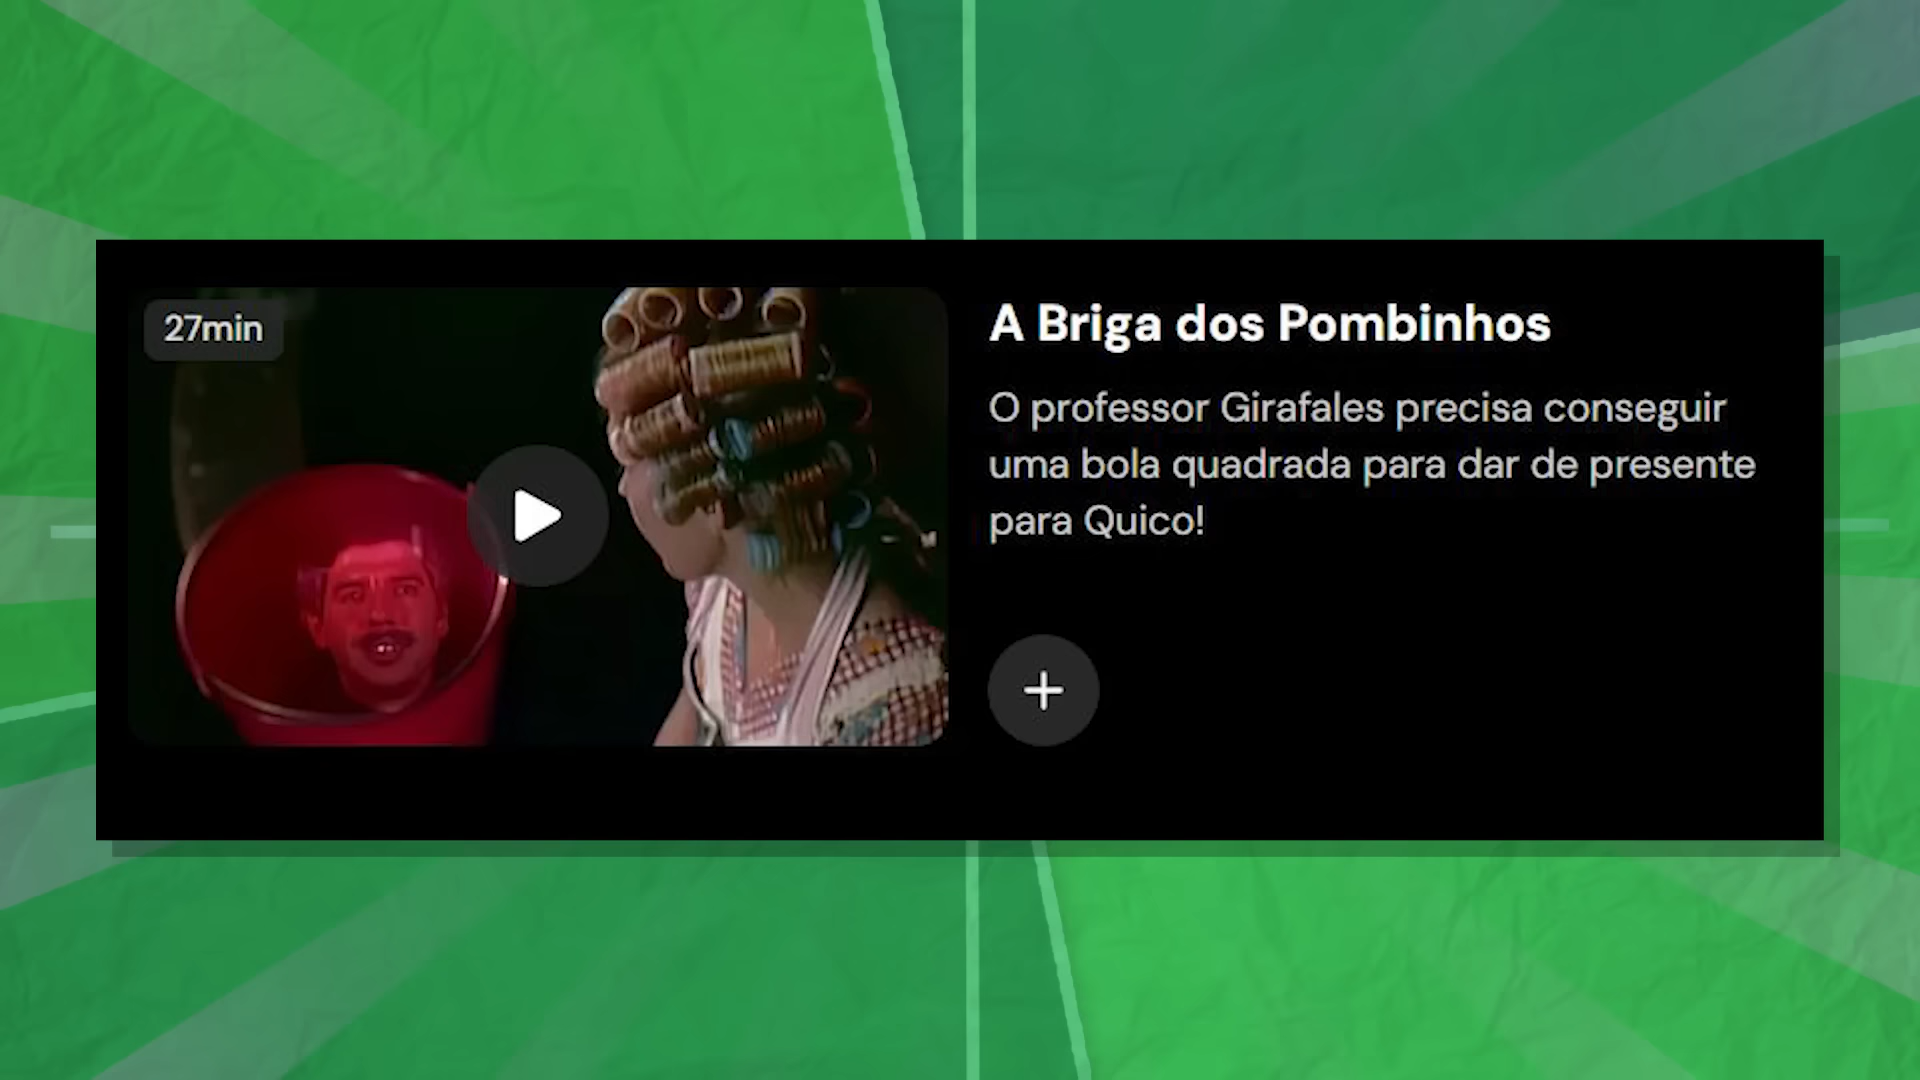 27min
A Briga dos Pombinhos
O professor Girafales precisa conseguir
uma bola quadrada para dar de presente
para Quico!